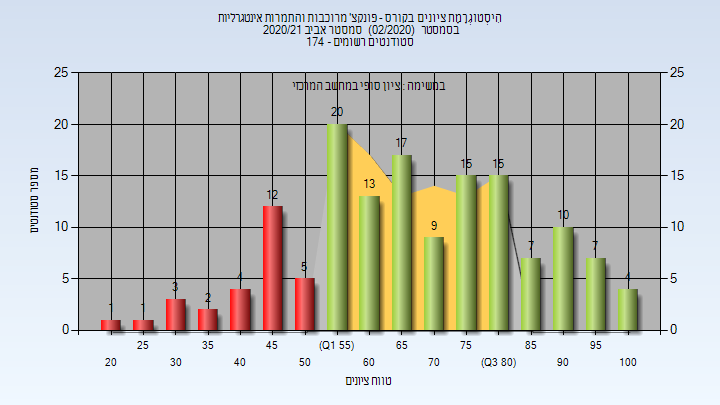 הִיסְטוֹגְרַמַת ציונים בקורס - פונקצ' מרוכבות והתמרות אינטגרליות
בסמסטר (02/2020) סמסטר אביב 2020/21
סטודנטים רשומים - 174
במשימה : ציון סופי במחשב המרוכזי
25 25
20 20
15 15
10 10
5 5
0 0
מספר סטודנטים
1 1 3 2 4 12 5 20 13 17 9 15 15 7 10 7 4
25 35 45 (Q1 55) 65 75 85 95
20 30 40 50 60 70 (Q3 80) 90 100
טווח ציונים